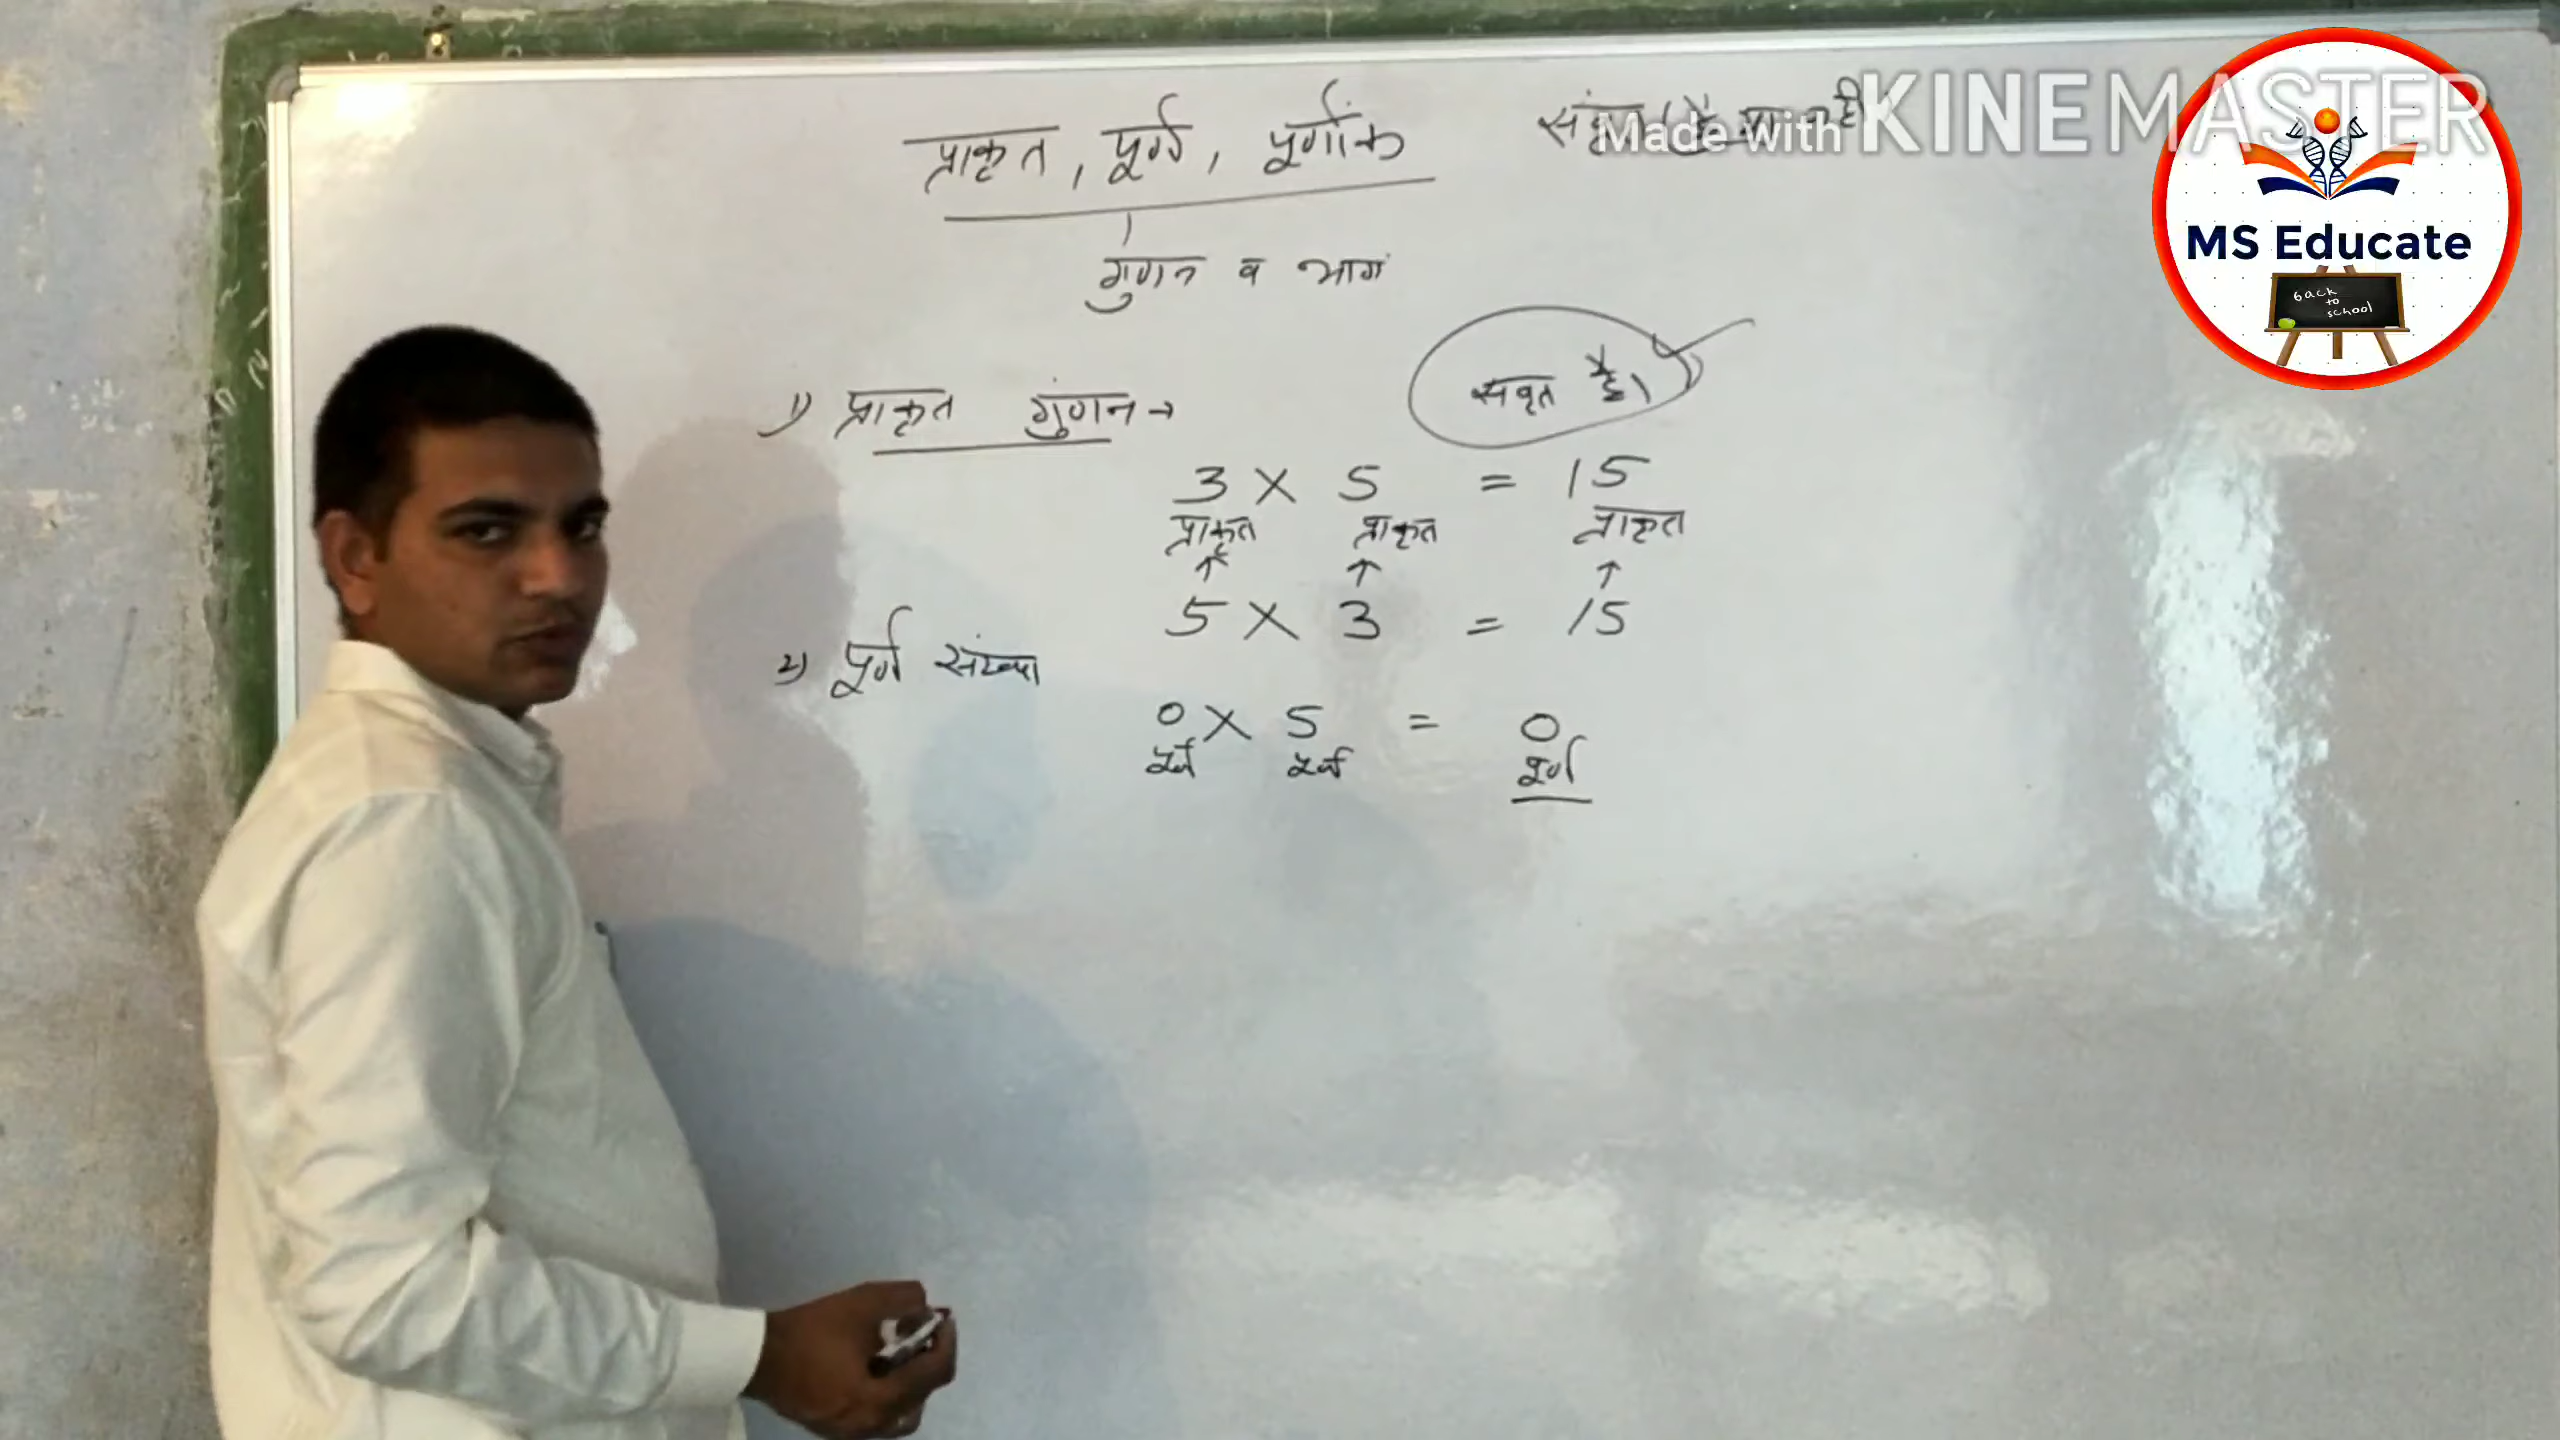 प्राकृत, पूर्ण, पूर्णांक
गुणन व भाग
Made with KINEMASTER
MS Educate
back to school
1) प्राकृत गुणन →
संवृत है।
3 × 5 = 15
प्राकृत प्राकृत प्राकृत
↑ ↑ ↑
5 × 3 = 15
2) पूर्ण संख्या
0 × 5 = 0
पूर्ण पूर्ण पूर्ण